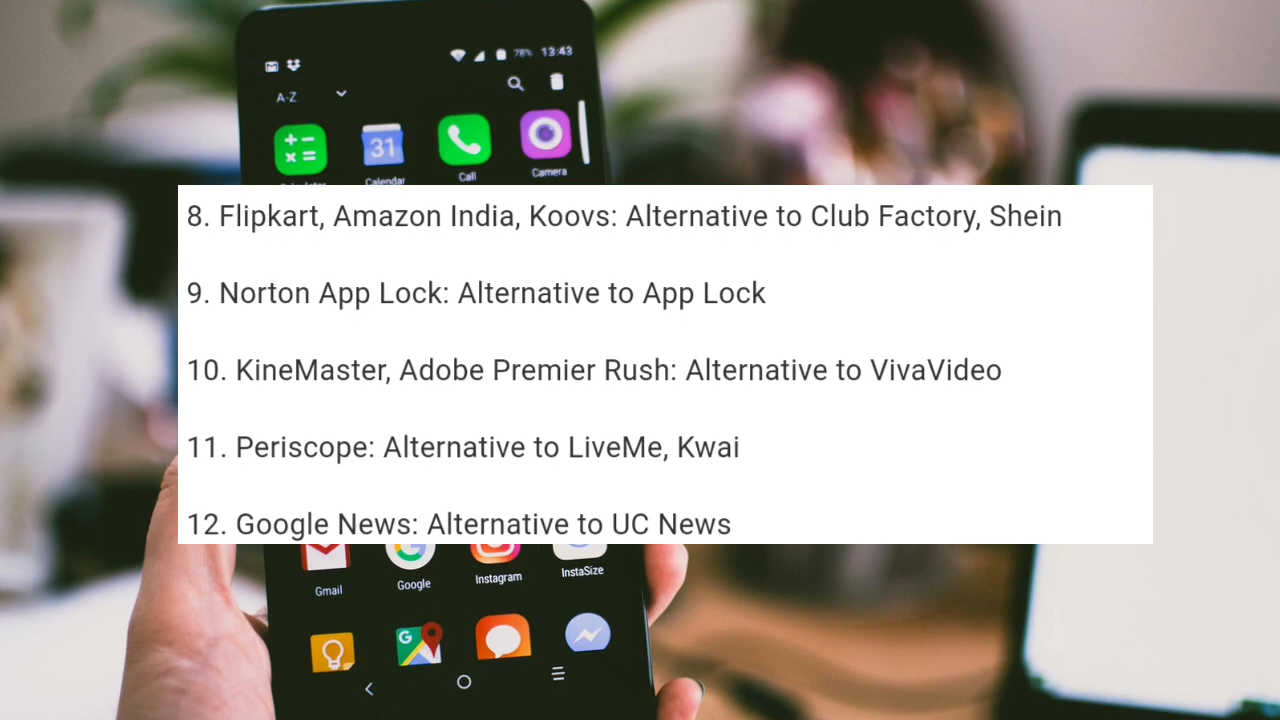 78% 13:43
A-Z
31
Calendar
Call
Camera
8. Flipkart, Amazon India, Koovs: Alternative to Club Factory, Shein
9. Norton App Lock: Alternative to App Lock
10. KineMaster, Adobe Premier Rush: Alternative to VivaVideo
11. Periscope: Alternative to LiveMe, Kwai
12. Google News: Alternative to UC News
Gmail
Google
Instagram
InstaSize
G